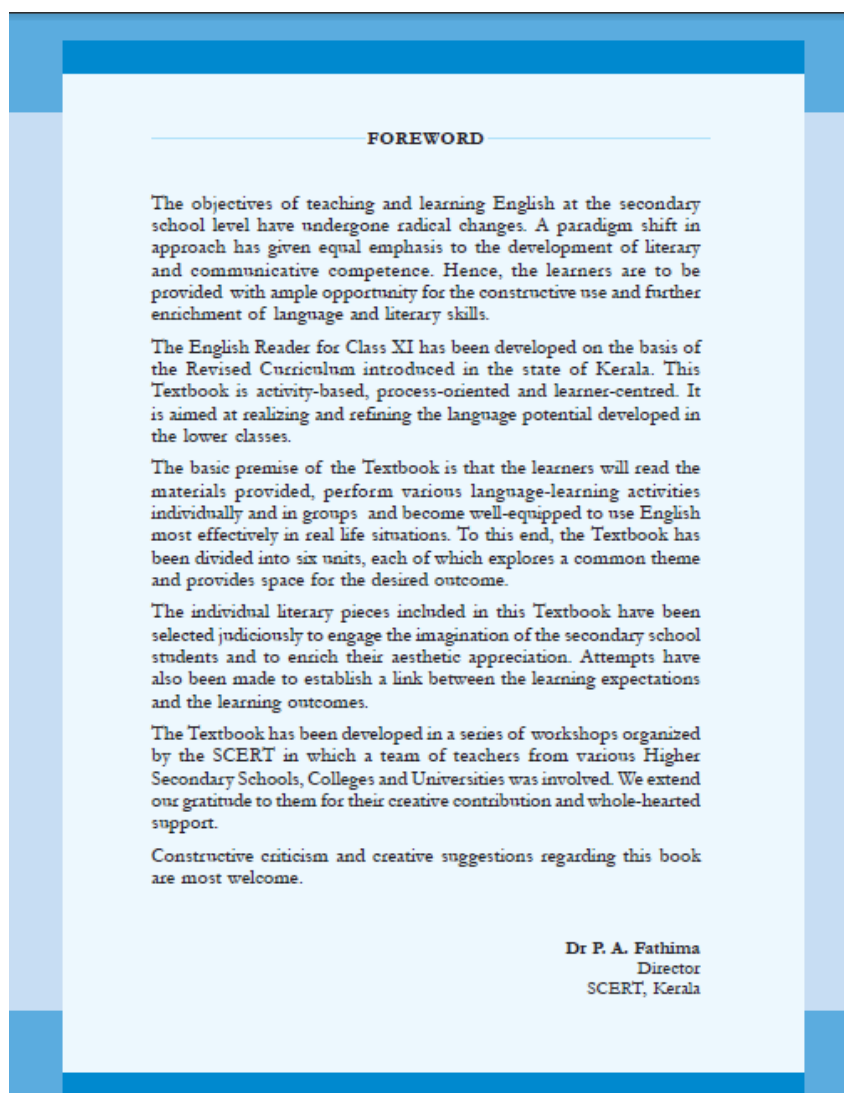 FOREWORD
The objectives of teaching and learning English at the secondary
school level have undergone radical changes. A paradigm shift in
approach has given equal emphasis to the development of literary
and communicative competence. Hence, the learners are to be
provided with ample opportunity for the constructive use and further
enrichment of language and literary skills.
The English Reader for Class XI has been developed on the basis of
the Revised Curriculum introduced in the state of Kerala. This
Textbook is activity-based, process-oriented and learner-centred. It
is aimed at realizing and refining the language potential developed in
the lower classes.
The basic premise of the Textbook is that the learners will read the
materials provided, perform various language-learning activities
individually and in groups and become well-equipped to use English
most effectively in real life situations. To this end, the Textbook has
been divided into six units, each of which explores a common theme
and provides space for the desired outcome.
The individual literary pieces included in this Textbook have been
selected judiciously to engage the imagination of the secondary school
students and to enrich their aesthetic appreciation. Attempts have
also been made to establish a link between the learning expectations
and the learning outcomes.
The Textbook has been developed in a series of workshops organized
by the SCERT in which a team of teachers from various Higher
Secondary Schools, Colleges and Universities was involved. We extend
our gratitude to them for their creative contribution and whole-hearted
support.
Constructive criticism and creative suggestions regarding this book
are most welcome.
Dr P. A. Fathima
Director
SCERT, Kerala